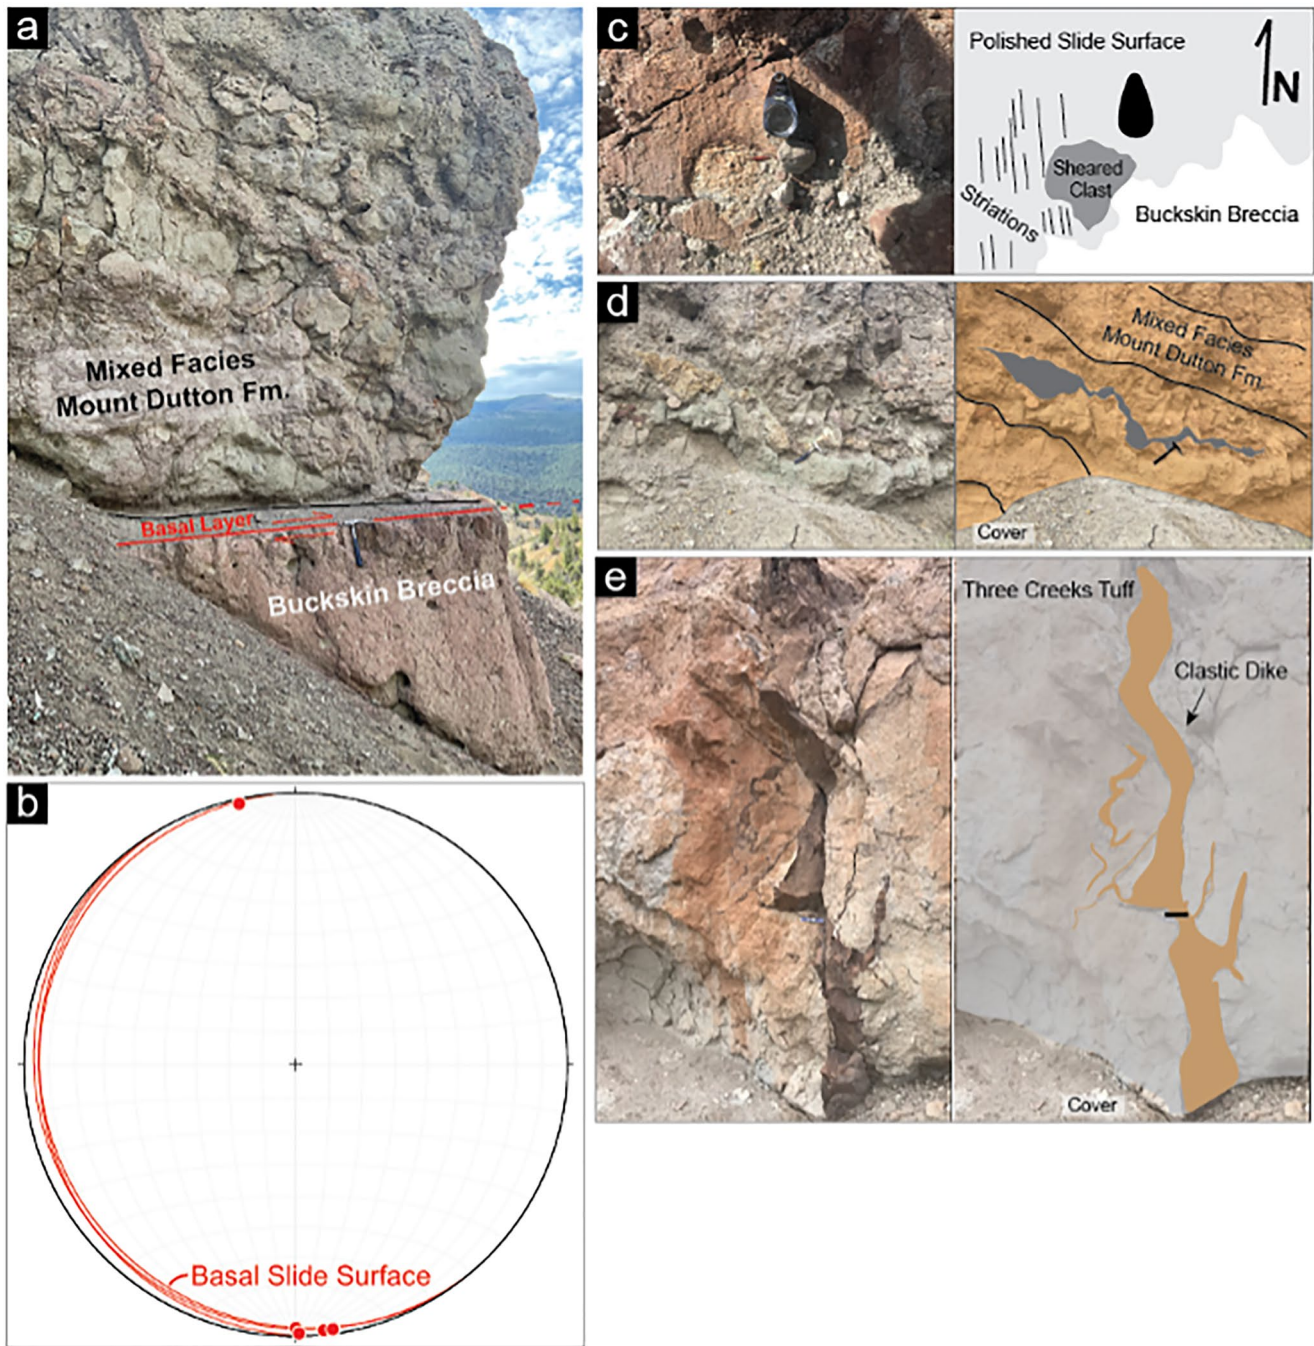 a
Mixed Facies
Mount Dutton Fm.
Basal Layer
Buckskin Breccia
b
Basal Slide Surface
c
Polished Slide Surface
N
Sheared
Clast
Striations
Buckskin Breccia
d
Mixed Facies
Mount Dutton Fm.
Cover
e
Three Creeks Tuff
Clastic Dike
Cover